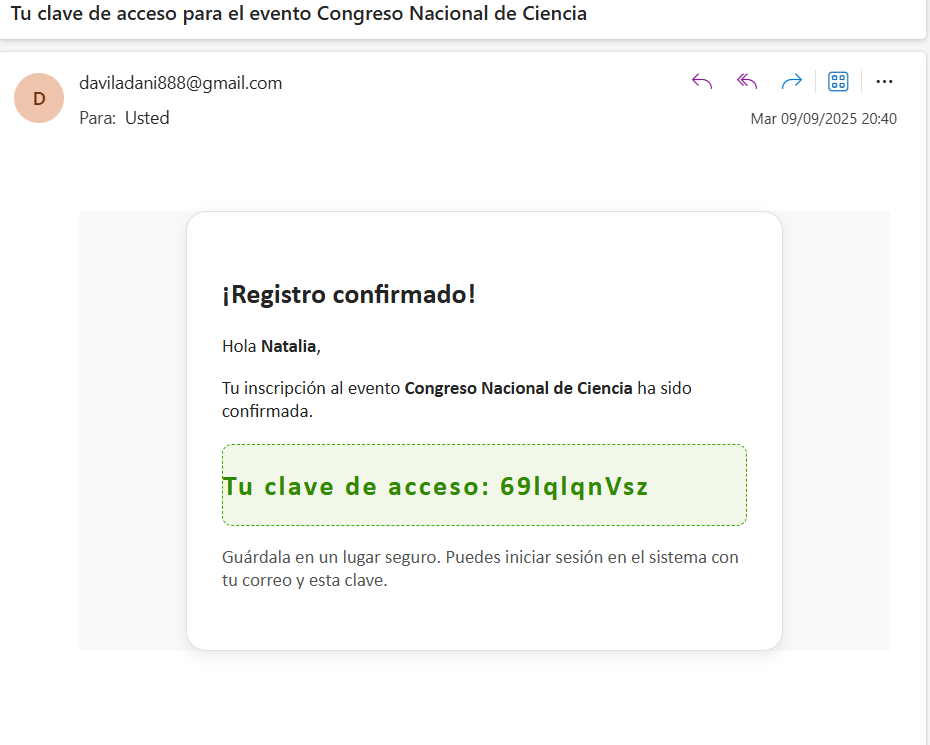 Tu clave de acceso para el evento Congreso Nacional de Ciencia
D
daviladani888@gmail.com
Para: Usted
Mar 09/09/2025 20:40
¡Registro confirmado!
Hola Natalia,
Tu inscripción al evento Congreso Nacional de Ciencia ha sido
confirmada.
Tu clave de acceso: 69lqlqnVsz
Guárdala en un lugar seguro. Puedes iniciar sesión en el sistema con
tu correo y esta clave.